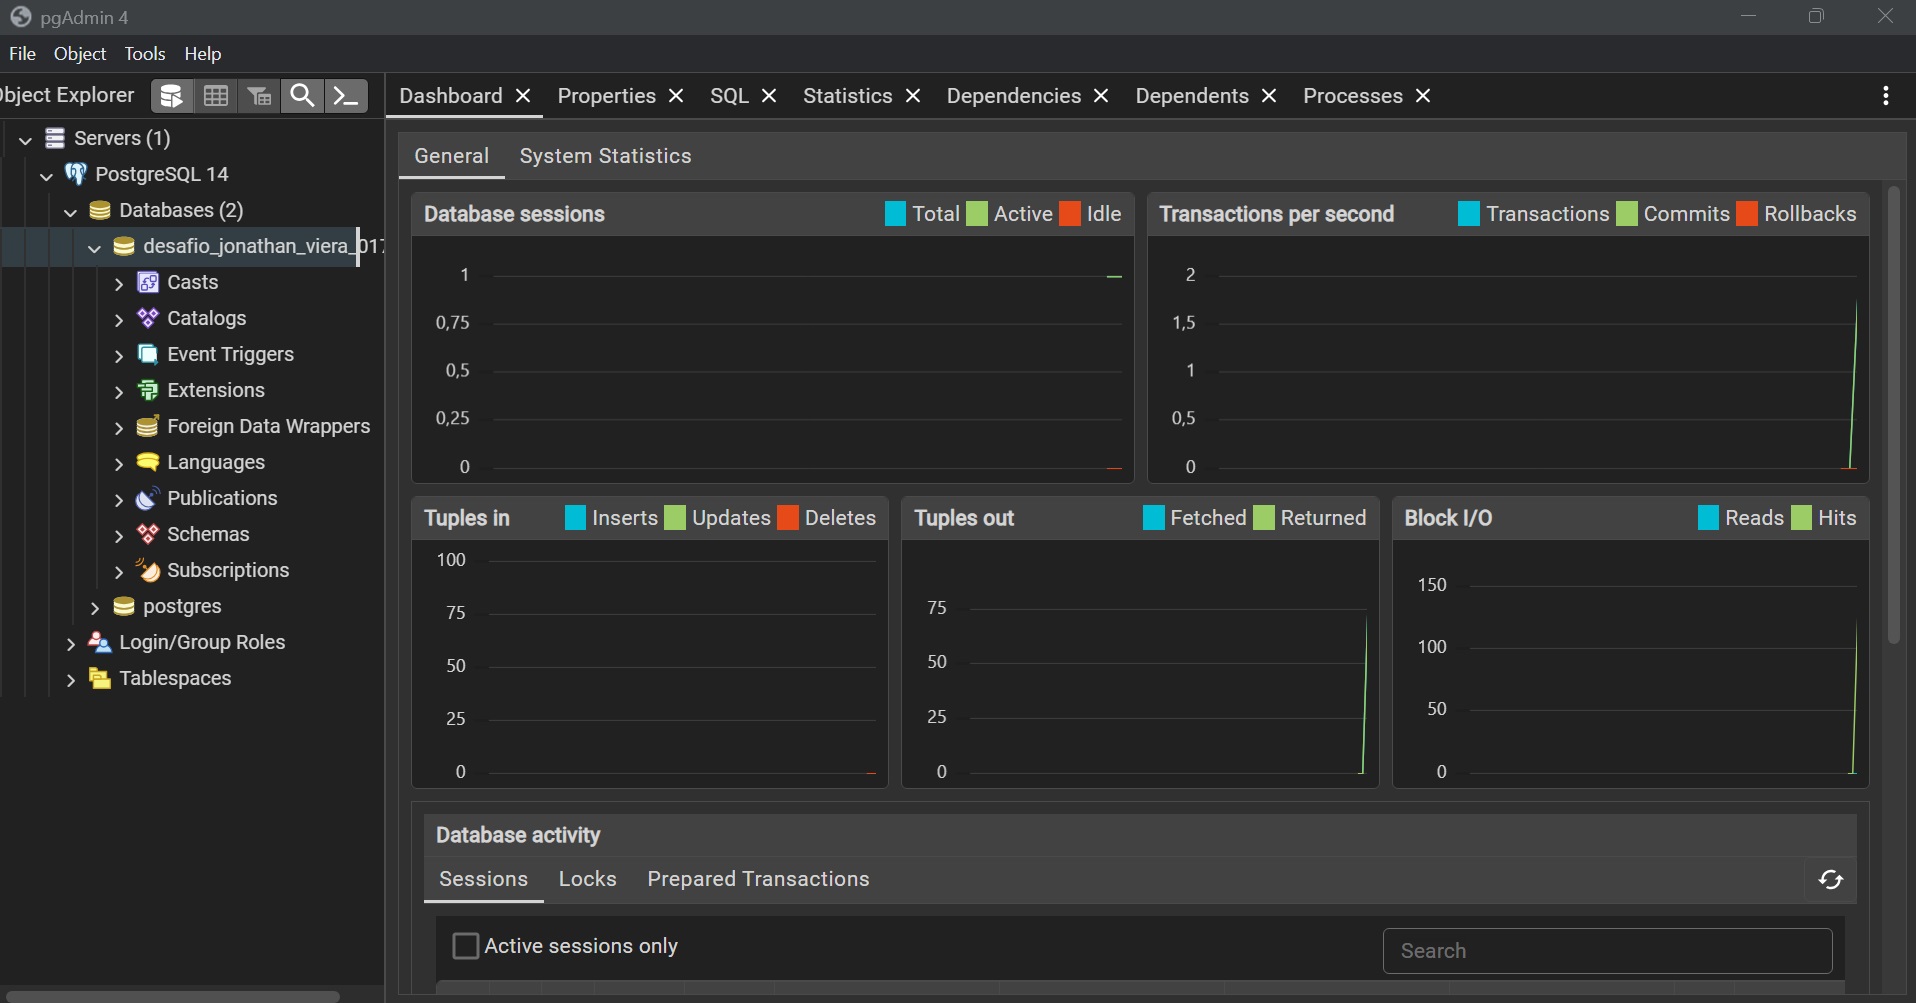 pgAdmin 4
File Object Tools Help
Object Explorer
Dashboard Properties SQL Statistics Dependencies Dependents Processes
Servers (1)
PostgreSQL 14
Databases (2)
desafio_jonathan_viera_017
Casts
Catalogs
Event Triggers
Extensions
Foreign Data Wrappers
Languages
Publications
Schemas
Subscriptions
postgres
Login/Group Roles
Tablespaces
General System Statistics
Database sessions Total Active Idle
1
0,75
0,5
0,25
0
Transactions per second Transactions Commits Rollbacks
2
1,5
1
0,5
0
Tuples in Inserts Updates Deletes
100
75
50
25
0
Tuples out Fetched Returned
75
50
25
0
Block I/O Reads Hits
150
100
50
0
Database activity
Sessions Locks Prepared Transactions
Active sessions only Search